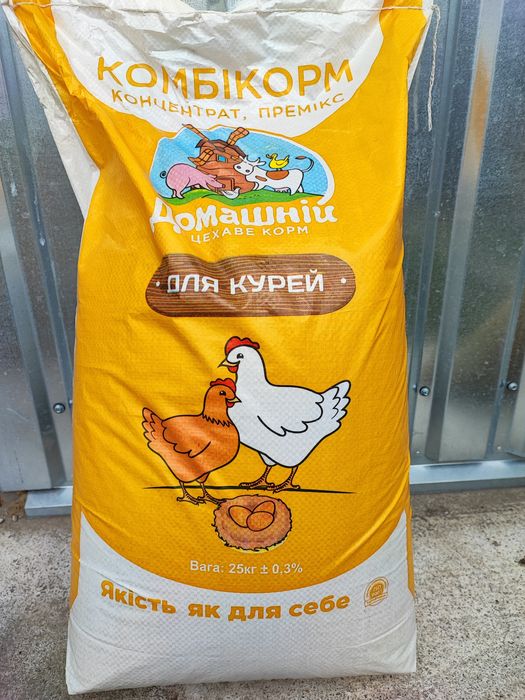 КОМБІКОРМ
КОНЦЕНТРАТ, ПРЕМІКС
ДОМАШНІЙ
ЦЕХАВЕ КОРМ
· ДЛЯ КУРЕЙ ·
Вага: 25кг ± 0,3%
Якість як для себе